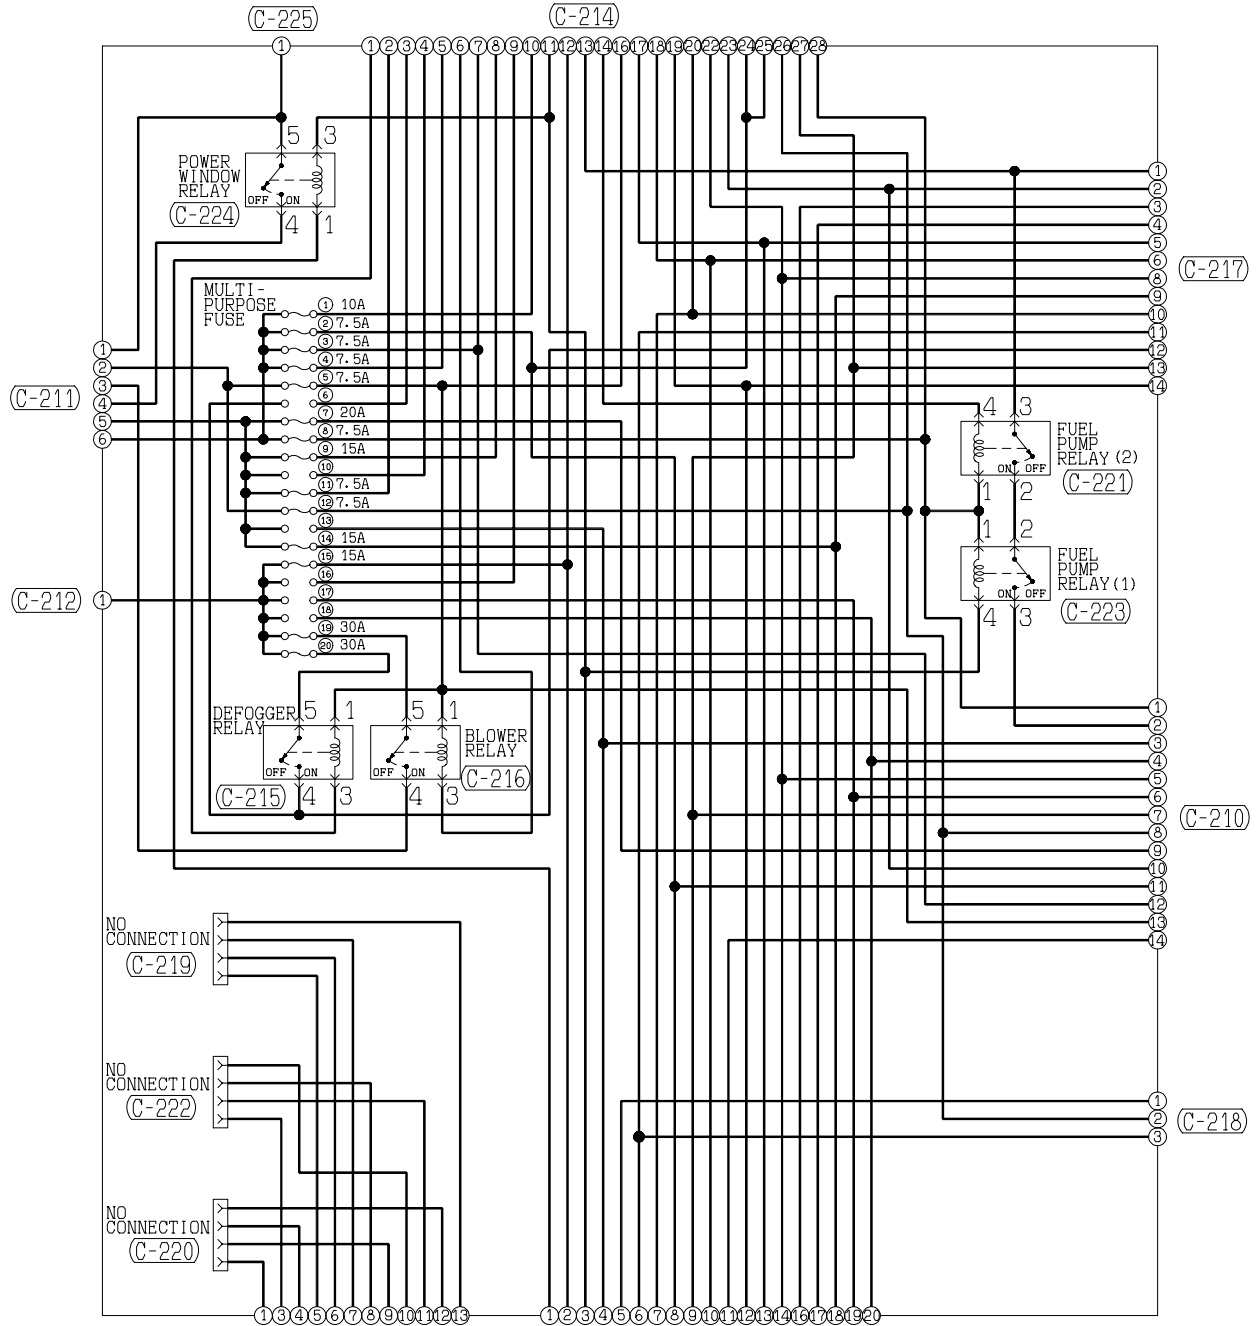 (C-225)
(C-214)
1
1 2 3 4 5 6 7 8 9 10 11 12 13 14 16 17 18 19 20 22 23 24 25 26 27 28
5 3
POWER
WINDOW
RELAY
OFF ON
(C-224)
4 1
1
2
3
4
5
6
8
9
10
11
12
13
14
(C-217)
MULTI-
PURPOSE
FUSE
1 10A
2 7.5A
3 7.5A
4 7.5A
5 7.5A
6
7 20A
8 7.5A
9 15A
10
11 7.5A
12 7.5A
13
14 15A
15 15A
16
17
18
19 30A
20 30A
1
2
3
4
5
6
(C-211)
(C-212)
1
4 3
FUEL
PUMP
RELAY (2)
ON OFF
(C-221)
1 2
1 2
FUEL
PUMP
RELAY (1)
ON OFF
(C-223)
4 3
DEFOGGER
RELAY
5 1
OFF ON
(C-215)
4 3
5 1
BLOWER
RELAY
OFF ON
(C-216)
4 3
1
2
3
4
5
6
7
8
9
10
11
12
13
14
(C-210)
NO
CONNECTION
(C-219)
NO
CONNECTION
(C-222)
1
2
3
(C-218)
NO
CONNECTION
(C-220)
1 3 4 5 6 7 8 9 10 11 12 13
1 2 3 4 5 6 7 8 9 10 11 12 13 14 16 17 18 19 20